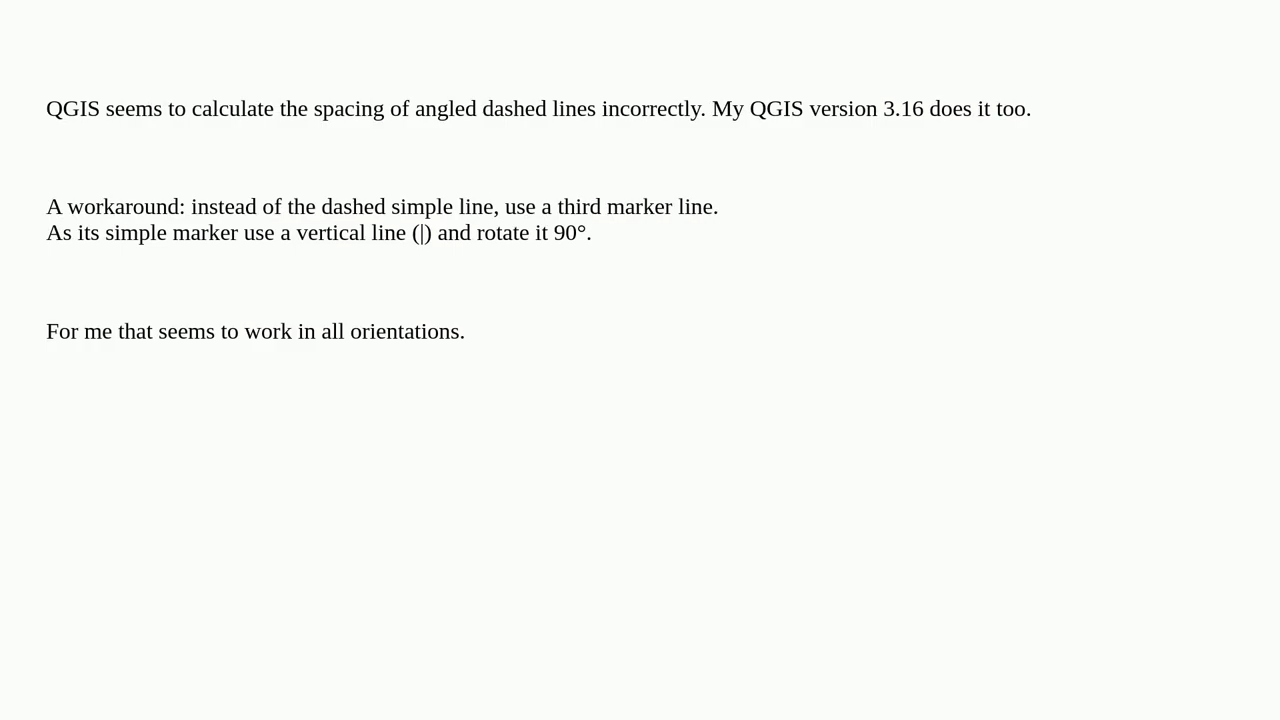 QGIS seems to calculate the spacing of angled dashed lines incorrectly. My QGIS version 3.16 does it too.
A workaround: instead of the dashed simple line, use a third marker line.
As its simple marker use a vertical line (|) and rotate it 90°.
For me that seems to work in all orientations.